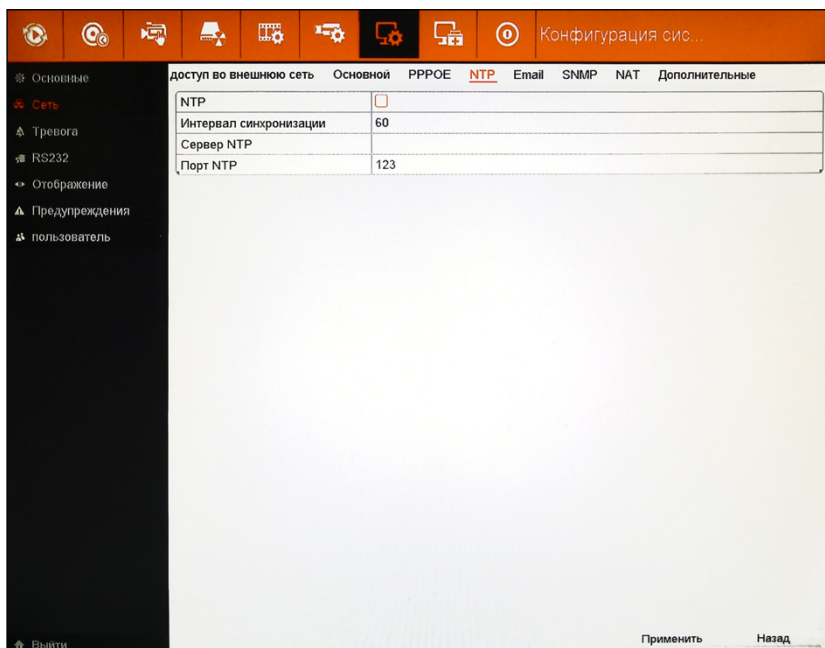 Конфигурация сис...
Основные
Сеть
Тревога
RS232
Отображение
Предупреждения
пользователь
Выйти
доступ во внешнюю сеть Основной PPPOE NTP Email SNMP NAT Дополнительные
NTP
Интервал синхронизации 60
Сервер NTP
Порт NTP 123
Применить Назад